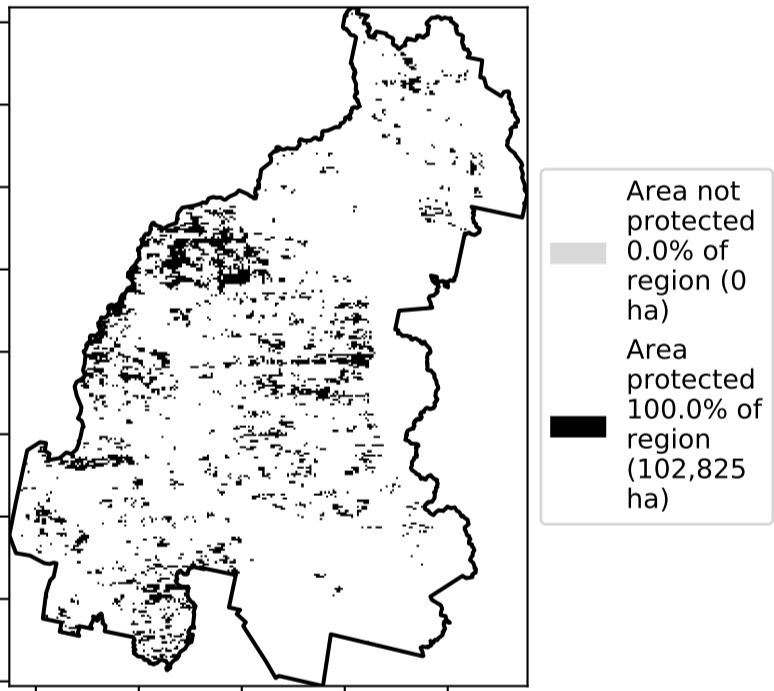 Area not
protected
0.0% of
region (0
ha)
Area
protected
100.0% of
region
(102,825
ha)